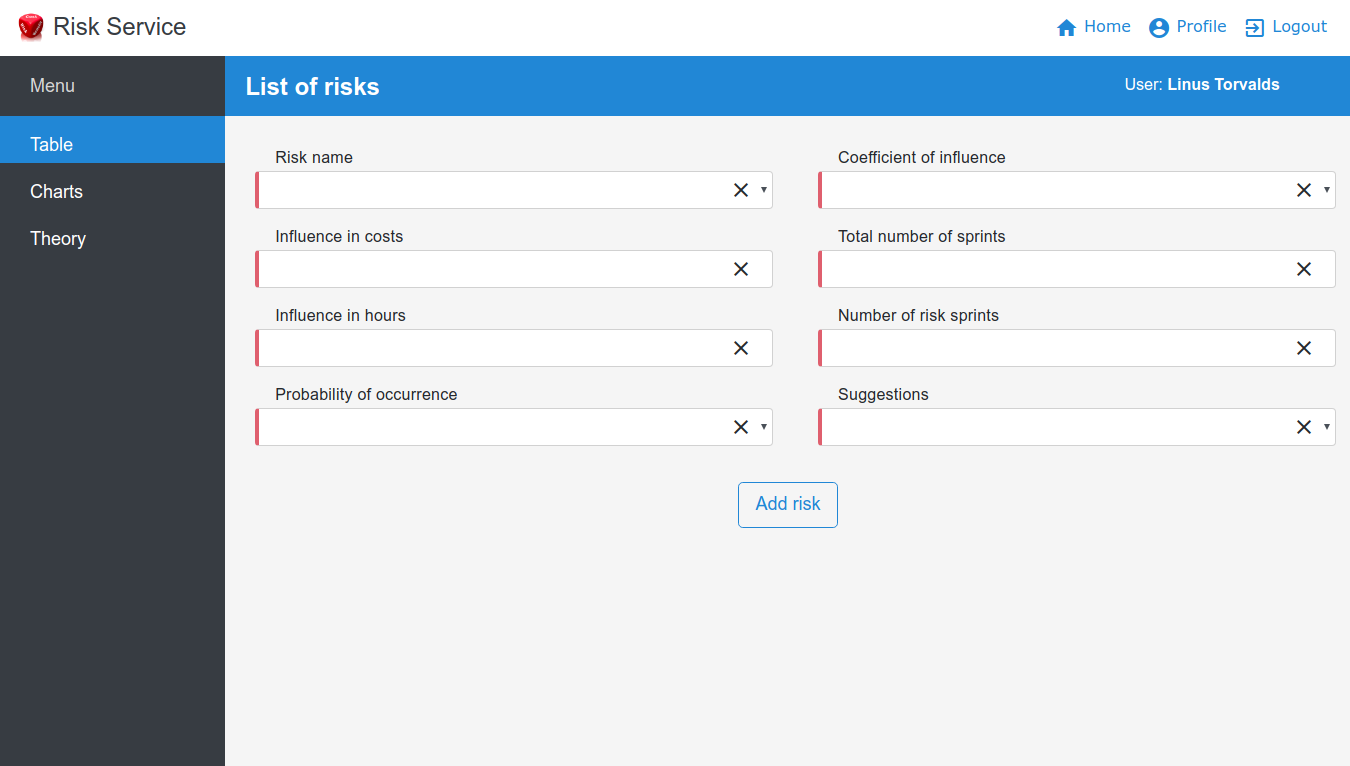 Risk Service
Home Profile Logout
Menu
List of risks
User: Linus Torvalds
Table
Charts
Theory
Risk name
Coefficient of influence
Influence in costs
Total number of sprints
Influence in hours
Number of risk sprints
Probability of occurrence
Suggestions
Add risk